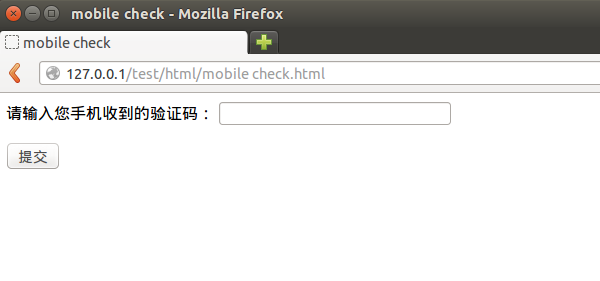 mobile check - Mozilla Firefox
mobile check
127.0.0.1/test/html/mobile check.html
请输入您手机收到的验证码：
提交